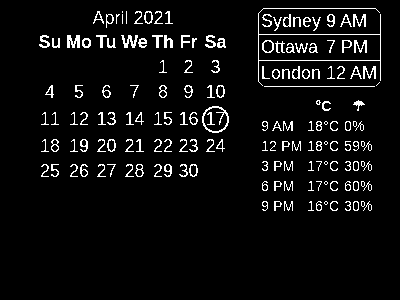 April 2021
Su Mo Tu We Th Fr Sa
1 2 3
4 5 6 7 8 9 10
11 12 13 14 15 16 17
18 19 20 21 22 23 24
25 26 27 28 29 30
Sydney 9 AM
Ottawa 7 PM
London 12 AM
°C
9 AM 18°C 0%
12 PM 18°C 59%
3 PM 17°C 30%
6 PM 17°C 60%
9 PM 16°C 30%